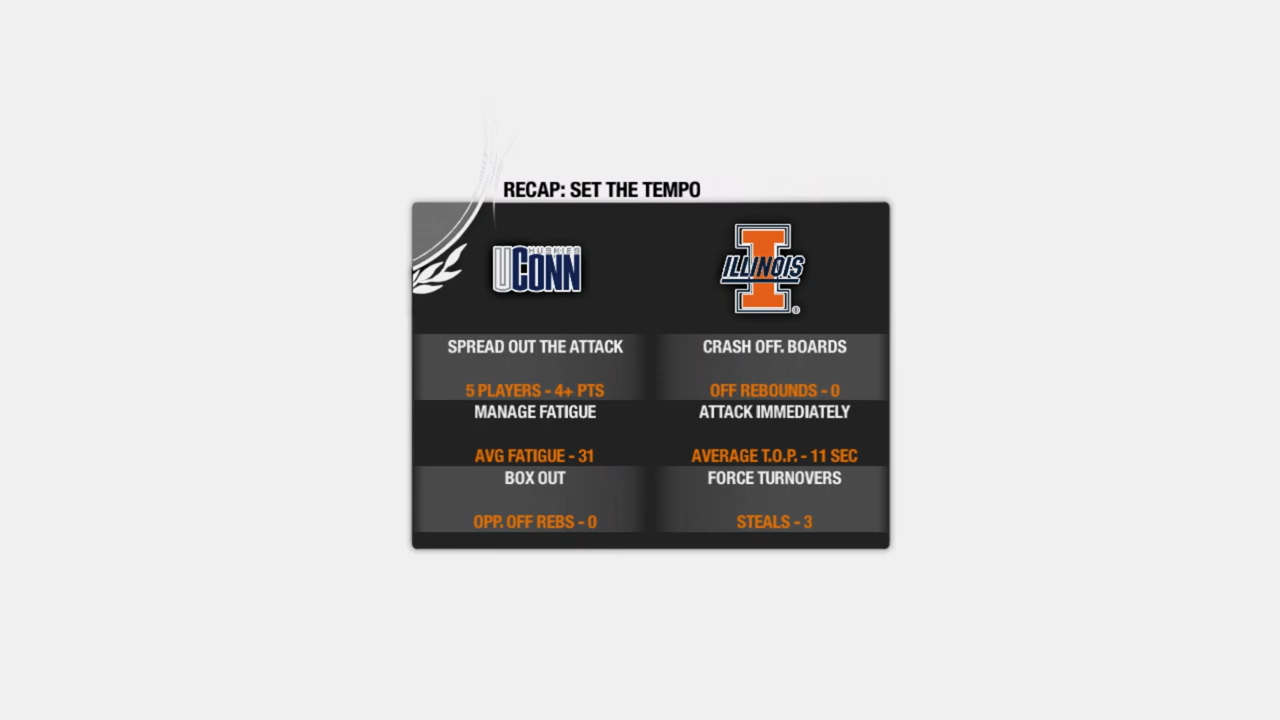 RECAP: SET THE TEMPO
HUSKIES
UCONN
ILLINOIS
®
SPREAD OUT THE ATTACK
CRASH OFF. BOARDS
5 PLAYERS - 4+ PTS
OFF REBOUNDS - 0
MANAGE FATIGUE
ATTACK IMMEDIATELY
AVG FATIGUE - 31
AVERAGE T.O.P. - 11 SEC
BOX OUT
FORCE TURNOVERS
OPP. OFF REBS - 0
STEALS - 3